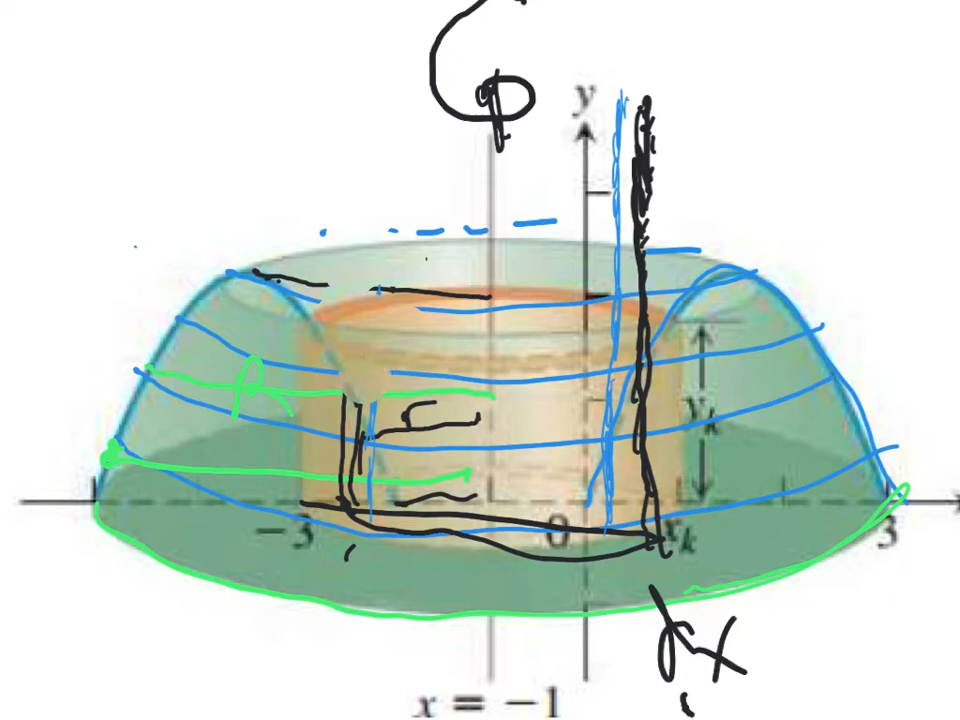 y
R
r
y_k
−3 0 x_k 3
dx
x = −1